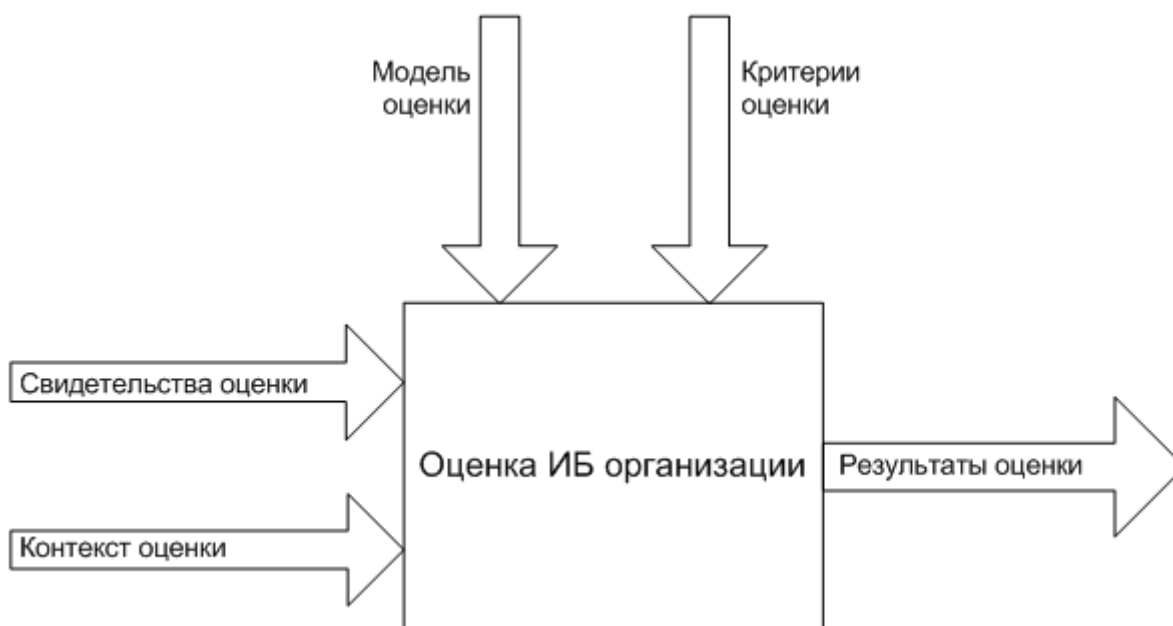 Модель
оценки
Критерии
оценки
Свидетельства оценки
Оценка ИБ организации
Результаты оценки
Контекст оценки